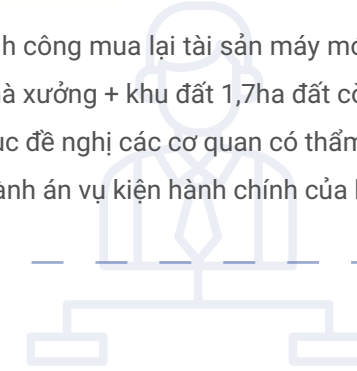 h công mua lại tài sản máy mó
à xưởng + khu đất 1,7ha đất cò
ục đề nghị các cơ quan có thẩm
ành án vụ kiện hành chính của